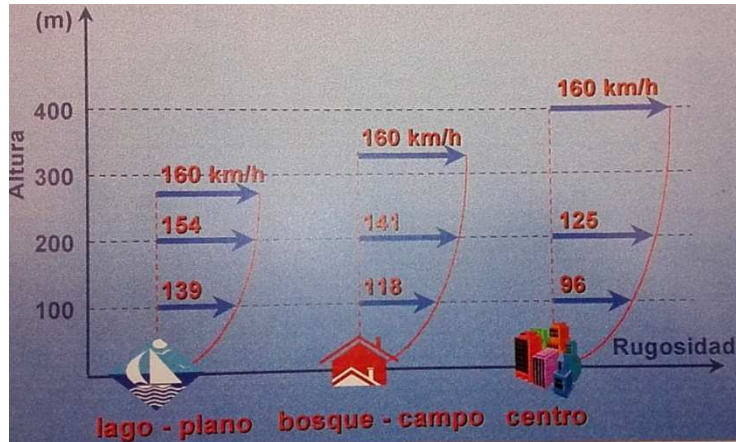 (m)
Altura
400
300
200
100
160 km/h
154
139
160 km/h
141
118
160 km/h
125
96
Rugosidad
lago - plano
bosque - campo
centro